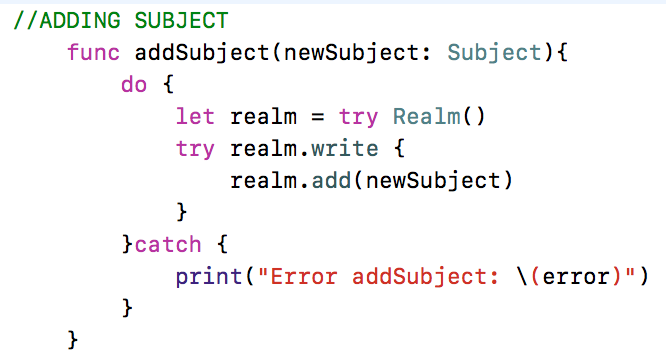 //ADDING SUBJECT
    func addSubject(newSubject: Subject){
        do {
            let realm = try Realm()
            try realm.write {
                realm.add(newSubject)
            }
        }catch {
            print("Error addSubject: \(error)")
        }
    }